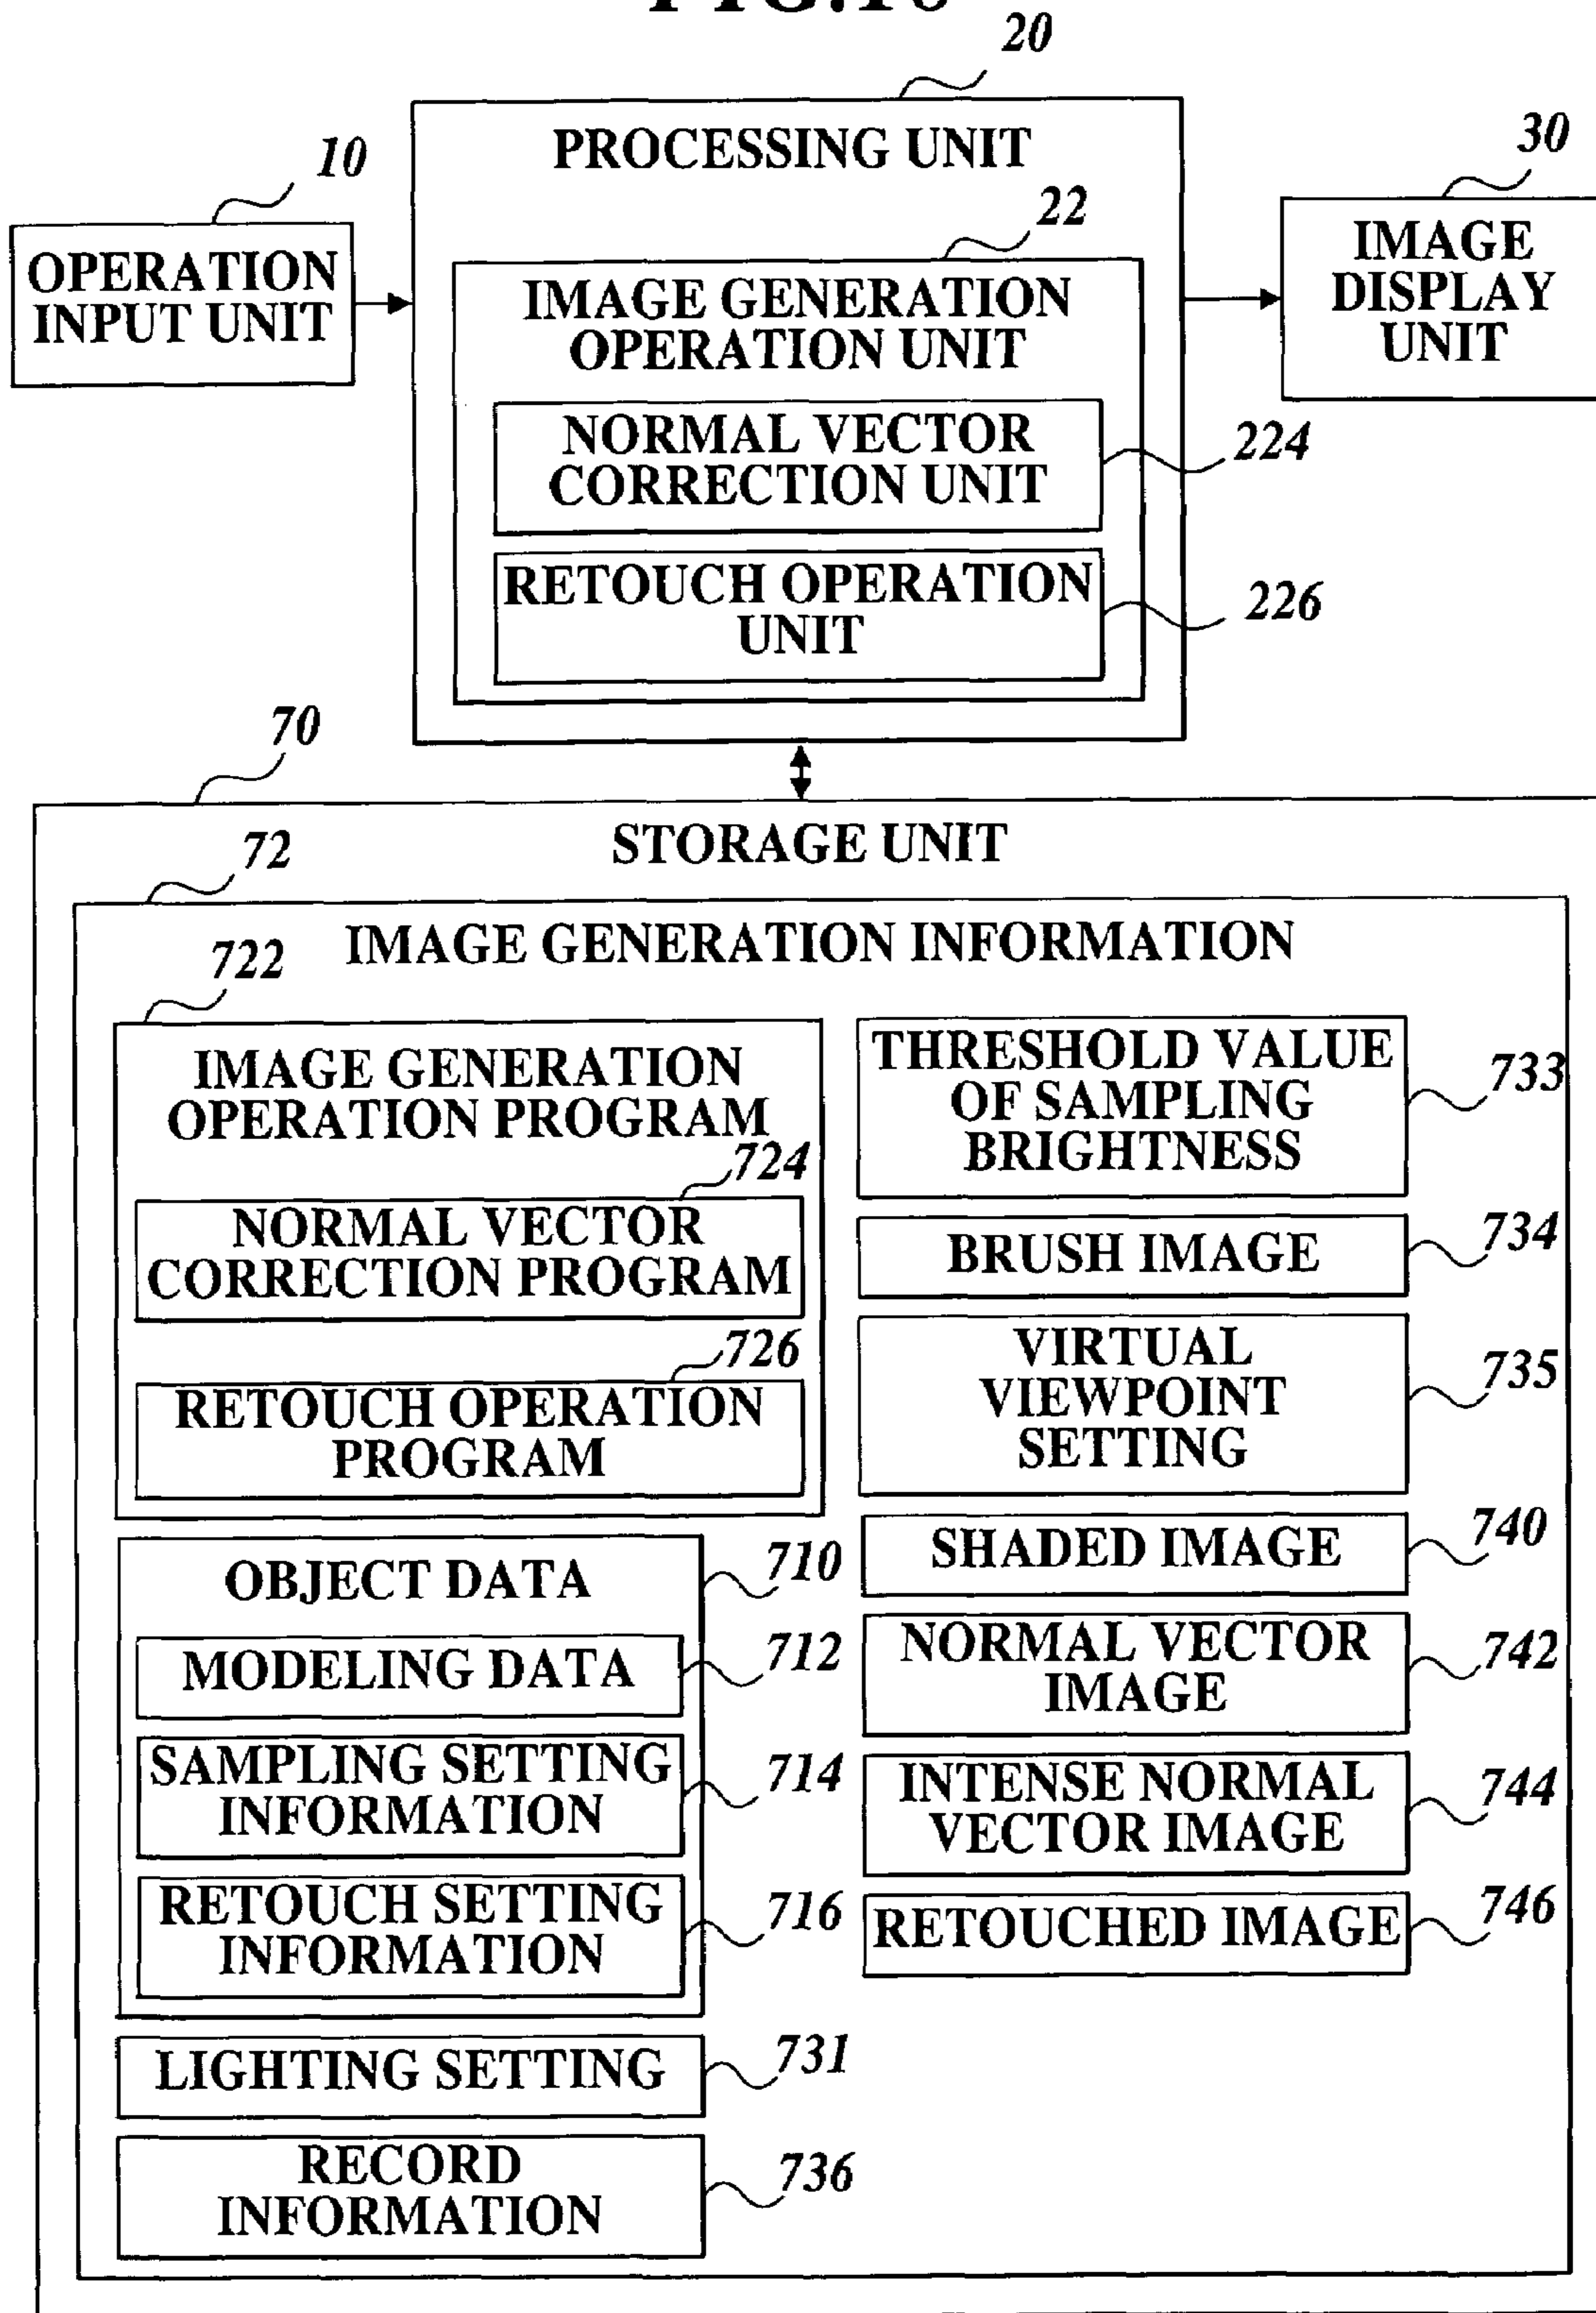 FIG.10
20
10
30
PROCESSING UNIT
22
OPERATION
INPUT UNIT
IMAGE GENERATION
OPERATION UNIT
IMAGE
DISPLAY
UNIT
NORMAL VECTOR
CORRECTION UNIT
224
RETOUCH OPERATION
UNIT
226
70
STORAGE UNIT
72
IMAGE GENERATION INFORMATION
722
IMAGE GENERATION
OPERATION PROGRAM
724
NORMAL VECTOR
CORRECTION PROGRAM
726
RETOUCH OPERATION
PROGRAM
OBJECT DATA
710
MODELING DATA
712
SAMPLING SETTING
INFORMATION
714
RETOUCH SETTING
INFORMATION
716
LIGHTING SETTING
731
RECORD
INFORMATION
736
THRESHOLD VALUE
OF SAMPLING
BRIGHTNESS
733
BRUSH IMAGE
734
VIRTUAL
VIEWPOINT
SETTING
735
SHADED IMAGE
740
NORMAL VECTOR
IMAGE
742
INTENSE NORMAL
VECTOR IMAGE
744
RETOUCHED IMAGE
746